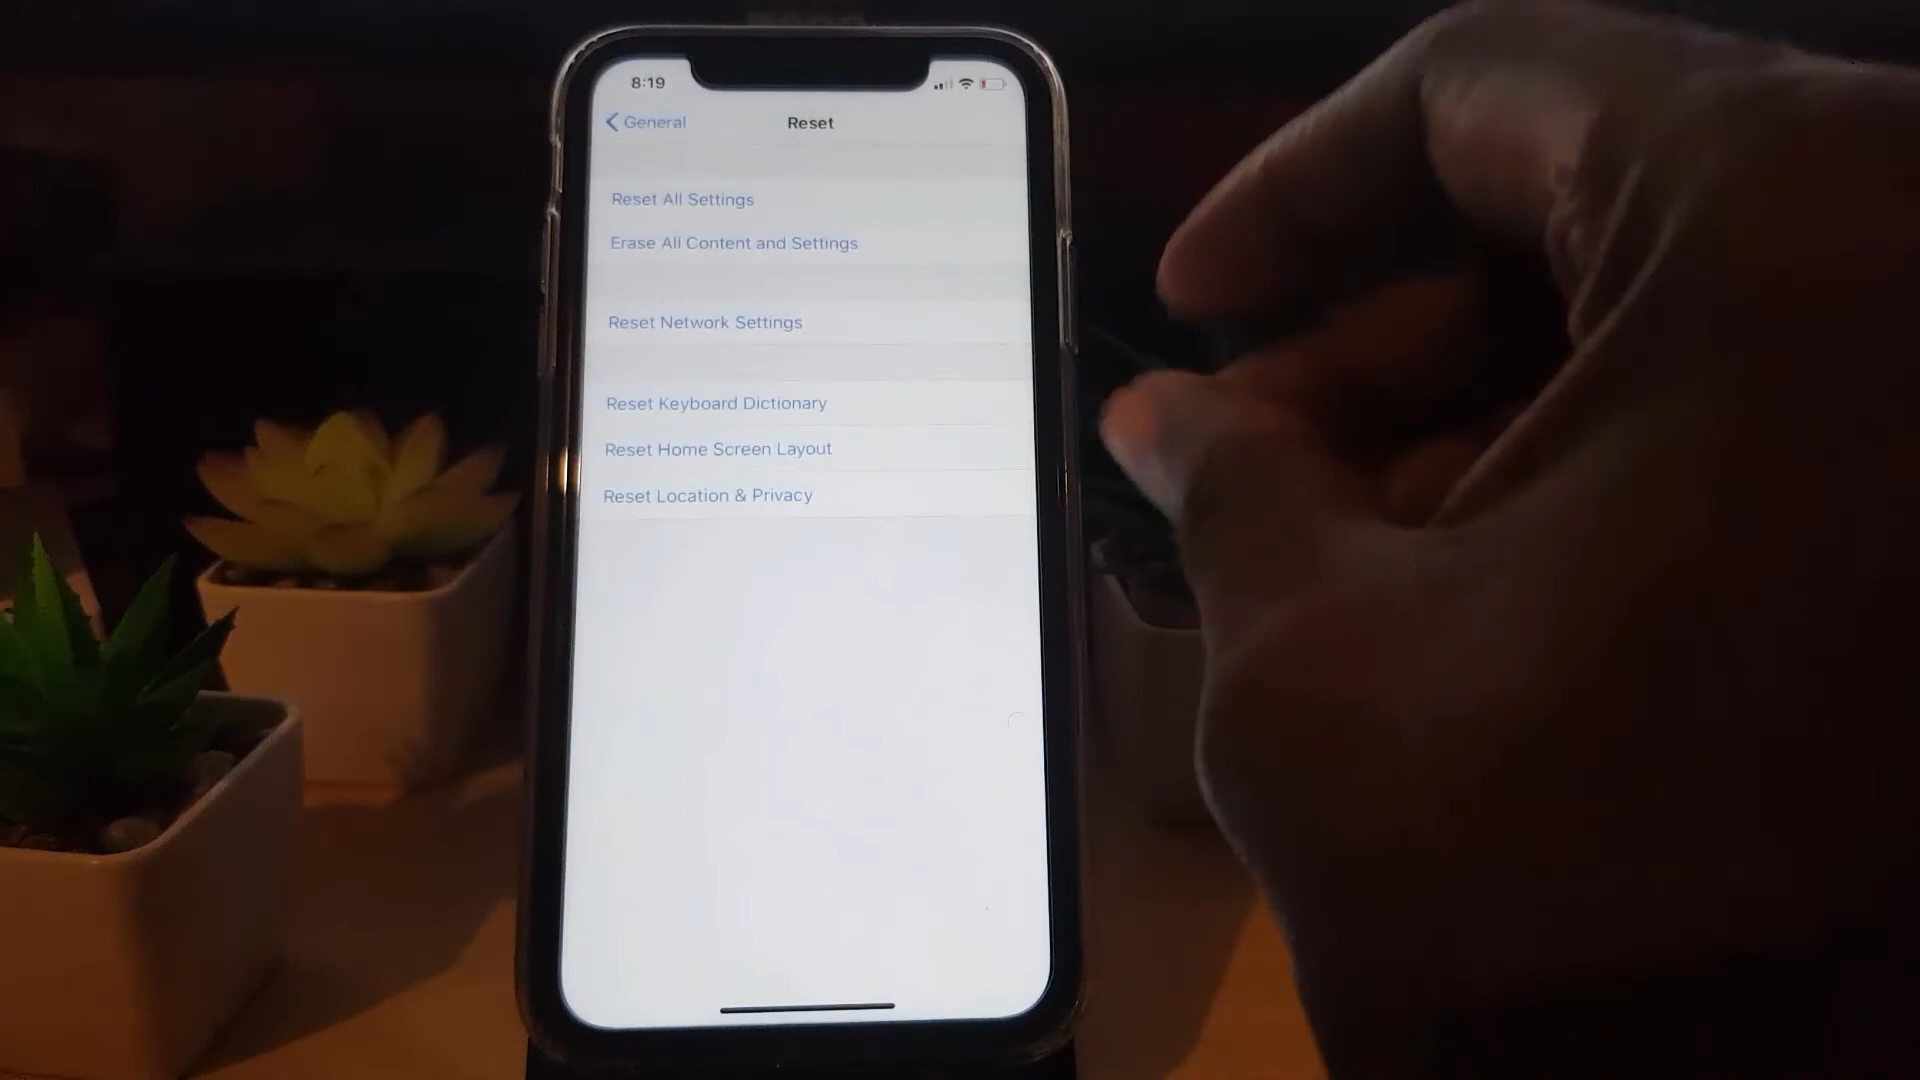 8:19
General
Reset
Reset All Settings
Erase All Content and Settings
Reset Network Settings
Reset Keyboard Dictionary
Reset Home Screen Layout
Reset Location & Privacy